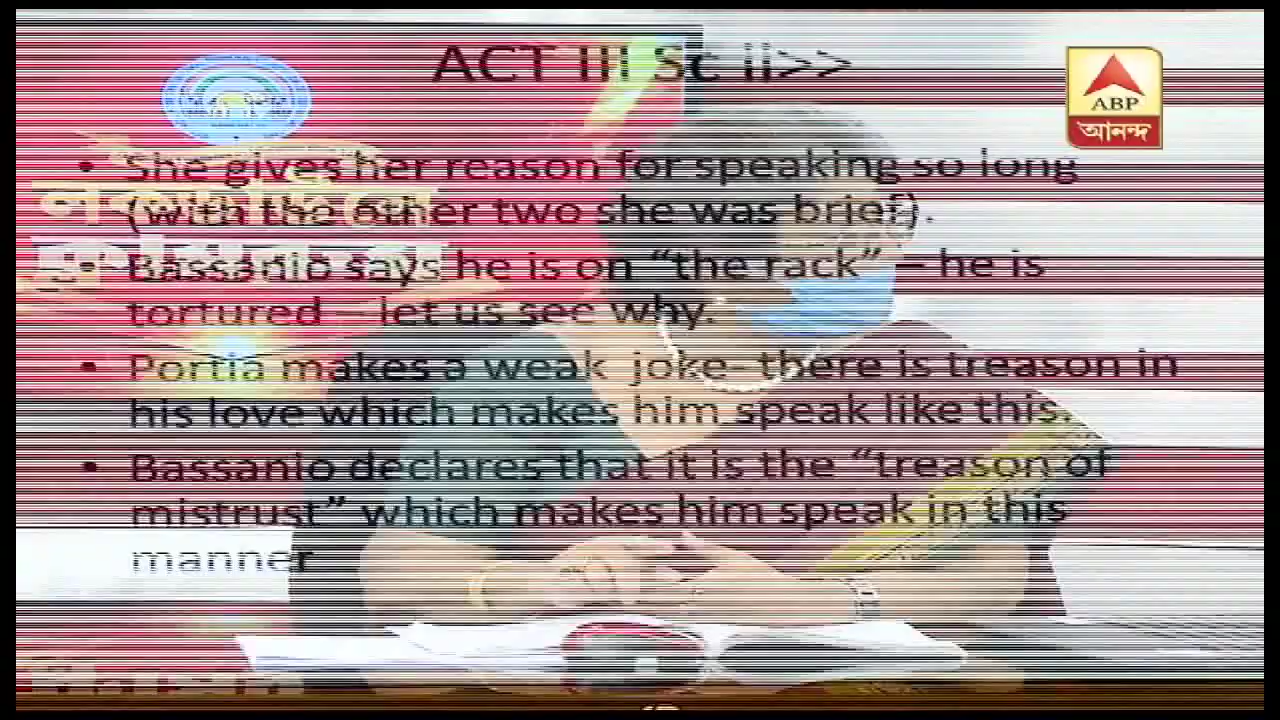 ACT III Sc ii>>
ABP
আনন্দ
• She gives her reason for speaking so long
(with the other two she was brief).
• Bassanio says he is on “the rack” – he is
tortured – let us see why.
• Portia makes a weak joke- there is treason in
his love which makes him speak like this.
• Bassanio declares that it is the “treason of
mistrust” which makes him speak in this
manner